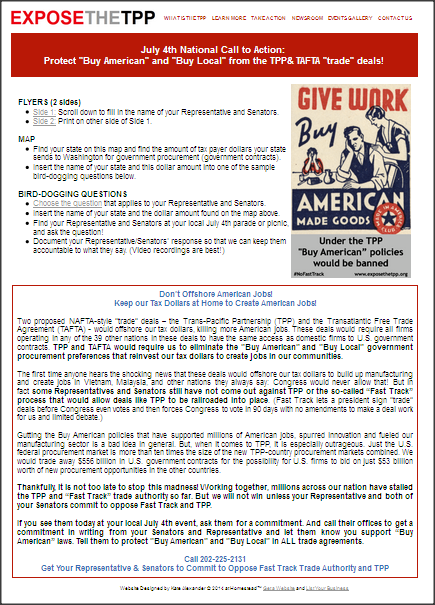 EXPOSETHETPP
WHAT IS THE TPP LEARN MORE TAKE ACTION NEWSROOM EVENTS GALLERY CONTACT US
July 4th National Call to Action:
Protect "Buy American" and "Buy Local" from the TPP& TAFTA "trade" deals!
FLYERS (2 sides)
Side 1: Scroll down to fill in the name of your Representative and Senators.
Side 2: Print on other side of Side 1.
MAP
Find your state on this map and find the amount of tax payer dollars your state
sends to Washington for government procurement (government contracts).
Insert the name of your state and this dollar amount into one of the sample
bird-dogging questions below.
BIRD-DOGGING QUESTIONS
Choose the question that applies to your Representative and Senators.
Insert the name of your state and the dollar amount found on the map above.
Find your Representative and Senators at your local July 4th parade or picnic,
and ask the question!
Document your Representative/Senators' response so that we can keep them
accountable to what they say. (Video recordings are best!)
GIVE WORK
Buy
AMERICAN
MADE GOODS
Under the TPP
"Buy American" policies
would be banned
#NoFastTrack www.exposethetpp.org
Don't Offshore American Jobs!
Keep our Tax Dollars at Home to Create American Jobs!
Two proposed NAFTA-style "trade" deals – the Trans-Pacific Partnership (TPP) and the Transatlantic Free Trade
Agreement (TAFTA) - would offshore our tax dollars, killing more American jobs. These deals would require all firms
operating in any of the 39 other nations in these deals to have the same access as domestic firms to U.S. government
contracts. TPP and TAFTA would require us to eliminate the "Buy American" and "Buy Local" government
procurement preferences that reinvest our tax dollars to create jobs in our communities.
The first time anyone hears the shocking news that these deals would offshore our tax dollars to build up manufacturing
and create jobs in Vietnam, Malaysia, and other nations they always say: Congress would never allow that! But in
fact some Representatives and Senators still have not come out against TPP or the so-called "Fast Track"
process that would allow deals like TPP to be railroaded into place. (Fast Track lets a president sign "trade"
deals before Congress even votes and then forces Congress to vote in 90 days with no amendments to make a deal work
for us and limited debate.)
Gutting the Buy American policies that have supported millions of American jobs, spurred innovation and fueled our
manufacturing sector is a bad idea in general. But, when it comes to TPP, it is especially outrageous. Just the U.S.
federal procurement market is more than ten times the size of the new TPP-country procurement markets combined. We
would trade away $556 billion in U.S. government contracts for the possibility for U.S. firms to bid on just $53 billion
worth of new procurement opportunities in the other countries.
Thankfully, it is not too late to stop this madness! Working together, millions across our nation have stalled
the TPP and "Fast Track" trade authority so far. But we will not win unless your Representative and both of
your Senators commit to oppose Fast Track and TPP.
If you see them today at your local July 4th event, ask them for a commitment. And call their offices to get a
commitment in writing from your Senators and Representative and let them know you support "Buy
American" laws. Tell them to protect "Buy American" and "Buy Local" in ALL trade agreements.
Call 202-225-2131
Get Your Representative & Senators to Commit to Oppose Fast Track Trade Authority and TPP
Website Designed by Kate Alexander © 2014 at Homestead™ Get a Website and List Your Business